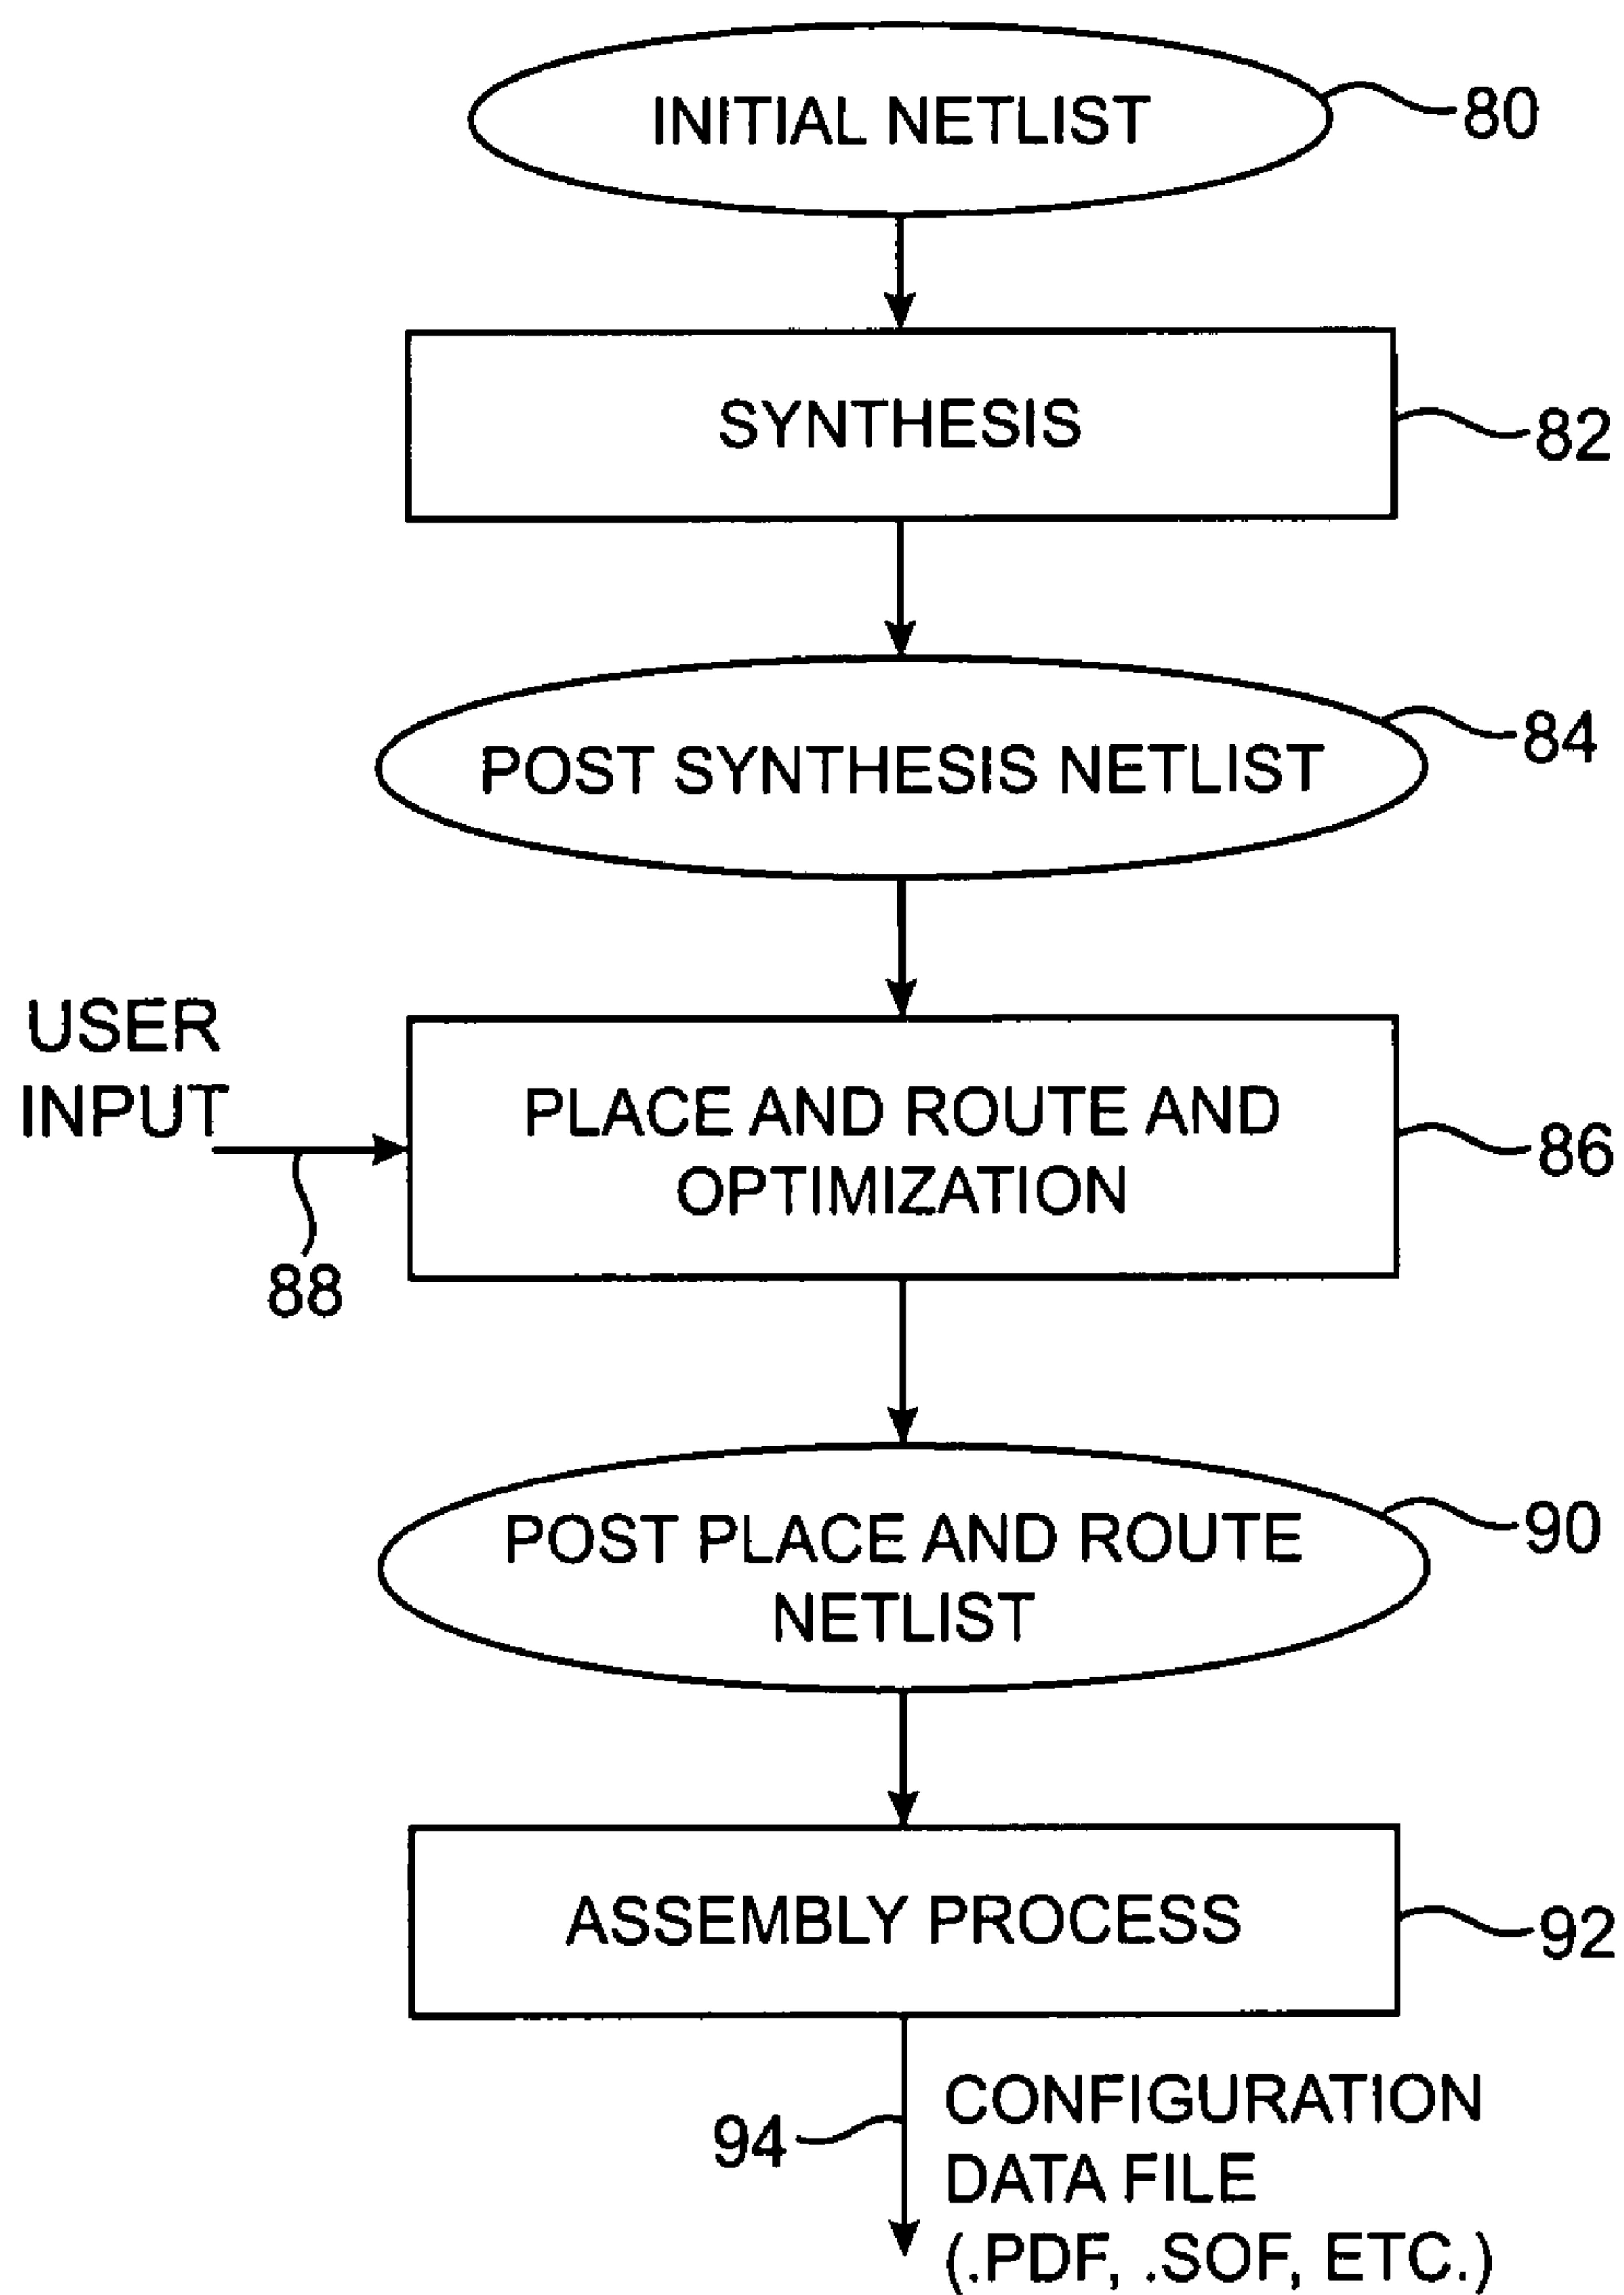 INITIAL NETLIST
80
SYNTHESIS
82
POST SYNTHESIS NETLIST
84
USER
INPUT
88
PLACE AND ROUTE AND
OPTIMIZATION
86
POST PLACE AND ROUTE
NETLIST
90
ASSEMBLY PROCESS
92
94
CONFIGURATION
DATA FILE
(.PDF, .SOF, ETC.)